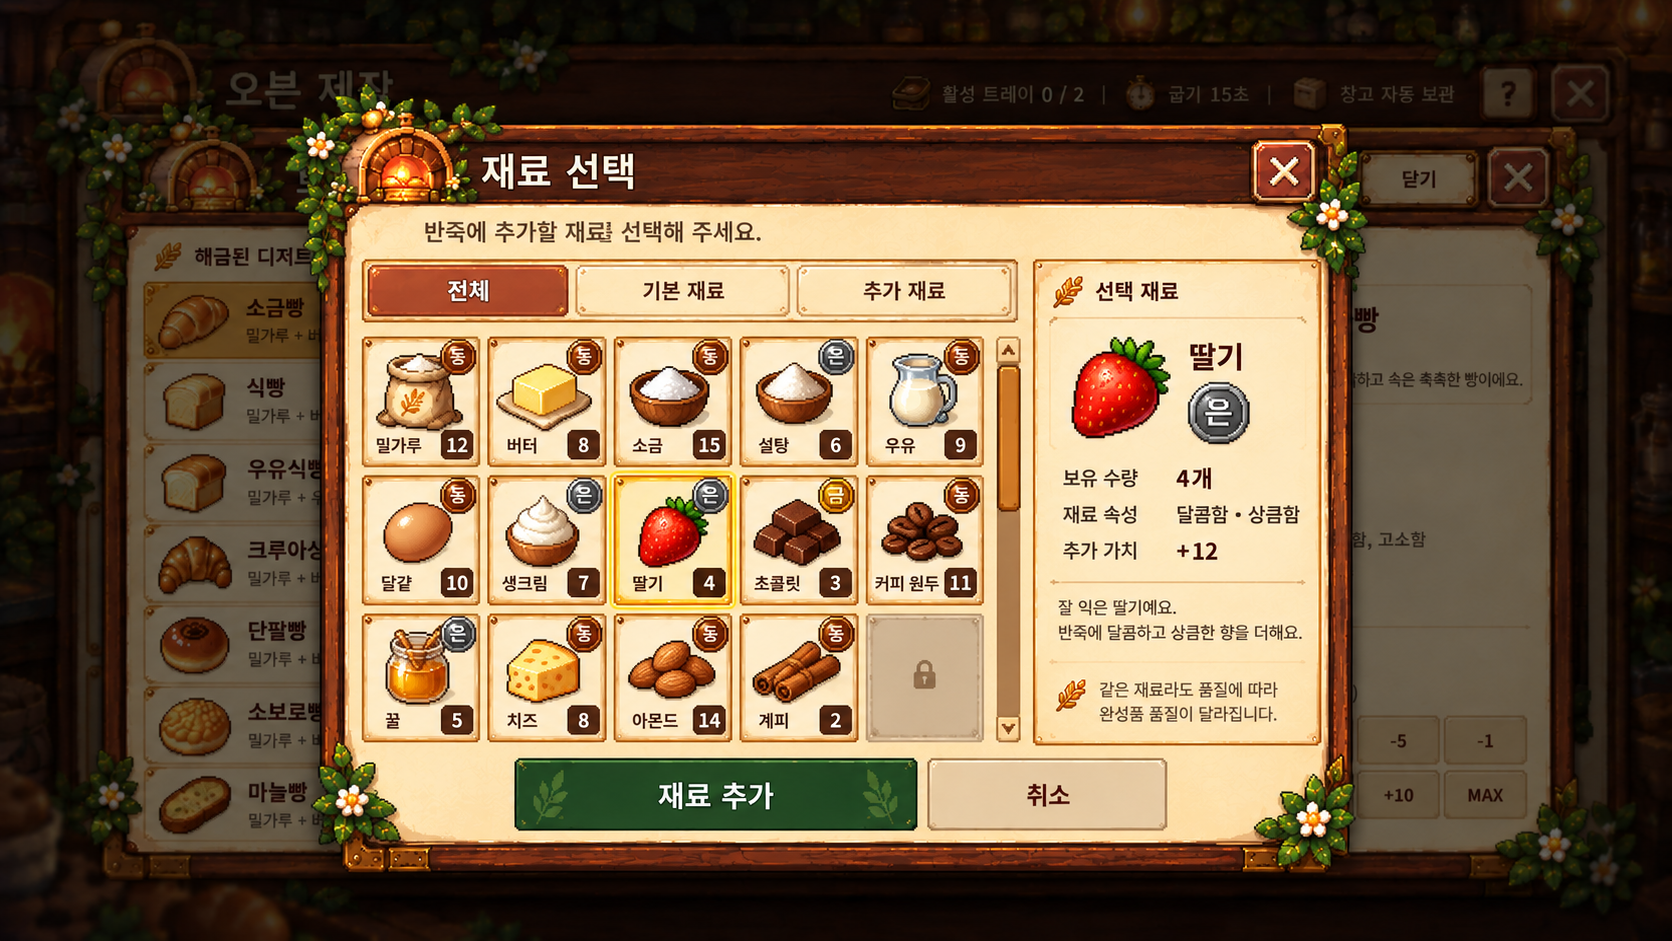 오븐 제작
활성 트레이 0 / 2 | 굽기 15초 | 창고 자동 보관 ?
재료 선택
닫기
반죽에 추가할 재료를 선택해 주세요.
해금된 디저트
소금빵
밀가루 + 버
식빵
밀가루 + 버
우유식빵
밀가루 + 우
크루아상
밀가루 + 버
단팥빵
밀가루 + 버
소보로빵
밀가루 + 버
마늘빵
밀가루 + 버
전체
기본 재료
추가 재료
동 밀가루 12
동 버터 8
동 소금 15
은 설탕 6
동 우유 9
동 달걀 10
은 생크림 7
은 딸기 4
금 초콜릿 3
동 커피 원두 11
은 꿀 5
동 치즈 8
동 아몬드 14
동 계피 2
선택 재료
딸기
은
보유 수량 4개
재료 속성 달콤함 • 상큼함
추가 가치 +12
잘 익은 딸기예요.
반죽에 달콤하고 상큼한 향을 더해요.
같은 재료라도 품질에 따라
완성품 품질이 달라집니다.
재료 추가
취소
빵
하고 속은 촉촉한 빵이에요.
함, 고소함
-5
-1
+10
MAX